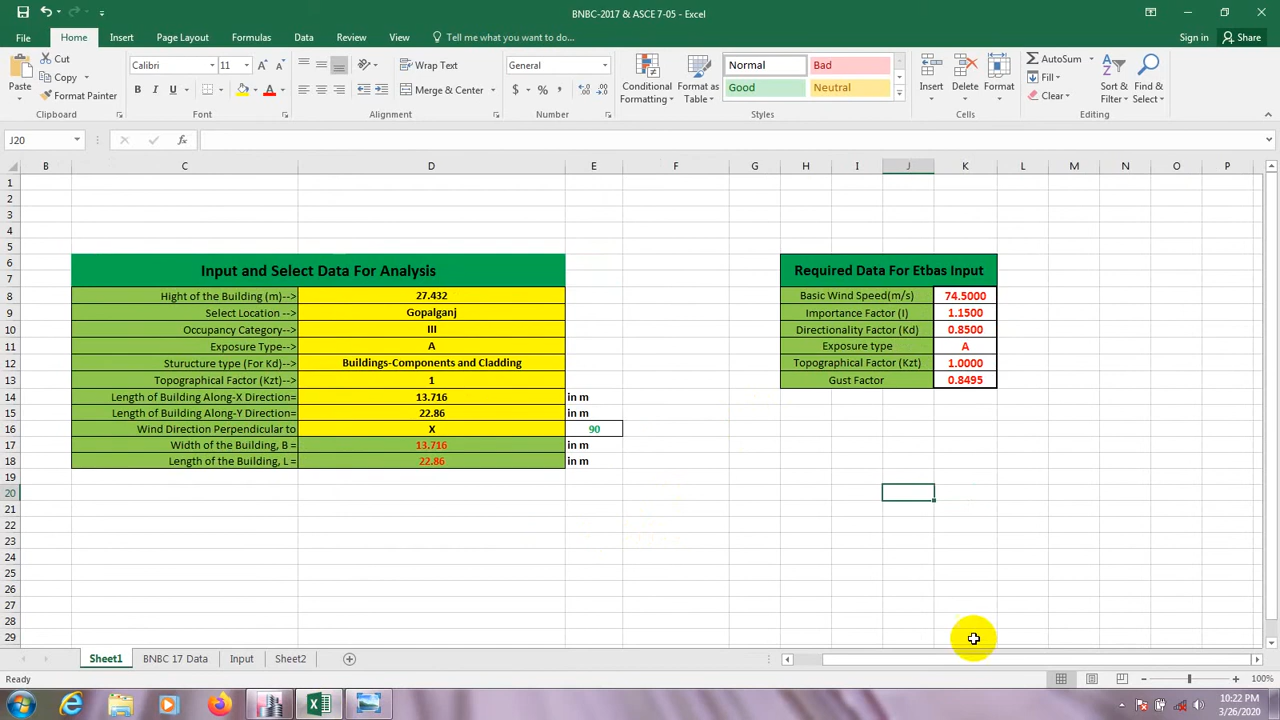 BNBC-2017 & ASCE 7-05 - Excel
File Home Insert Page Layout Formulas Data Review View Tell me what you want to do... Sign in Share
Paste Cut Copy Format Painter
Calibri 11 B I U
Wrap Text Merge & Center
General $ % ,
Conditional Formatting Format as Table
Normal Bad Good Neutral
Insert Delete Format
AutoSum Fill Clear
Sort & Filter Find & Select
Clipboard Font Alignment Number Styles Cells Editing
J20 fx
B C D E F G H I J K L M N O P
1
2
3
4
5
6 Input and Select Data For Analysis Required Data For Etbas Input
7
8 Hight of the Building (m)--> 27.432 Basic Wind Speed(m/s) 74.5000
9 Select Location --> Gopalganj Importance Factor (I) 1.1500
10 Occupancy Category--> III Directionality Factor (Kd) 0.8500
11 Exposure Type--> A Exposure type A
12 Sturucture type (For Kd)--> Buildings-Components and Cladding Topographical Factor (Kzt) 1.0000
13 Topographical Factor (Kzt)--> 1 Gust Factor 0.8495
14 Length of Building Along-X Direction= 13.716 in m
15 Length of Building Along-Y Direction= 22.86 in m
16 Wind Direction Perpendicular to X 90
17 Width of the Building, B = 13.716 in m
18 Length of the Building, L = 22.86 in m
19
20
21
22
23
24
25
26
27
28
29
Sheet1 BNBC 17 Data Input Sheet2
Ready 100%
10:22 PM
3/26/2020